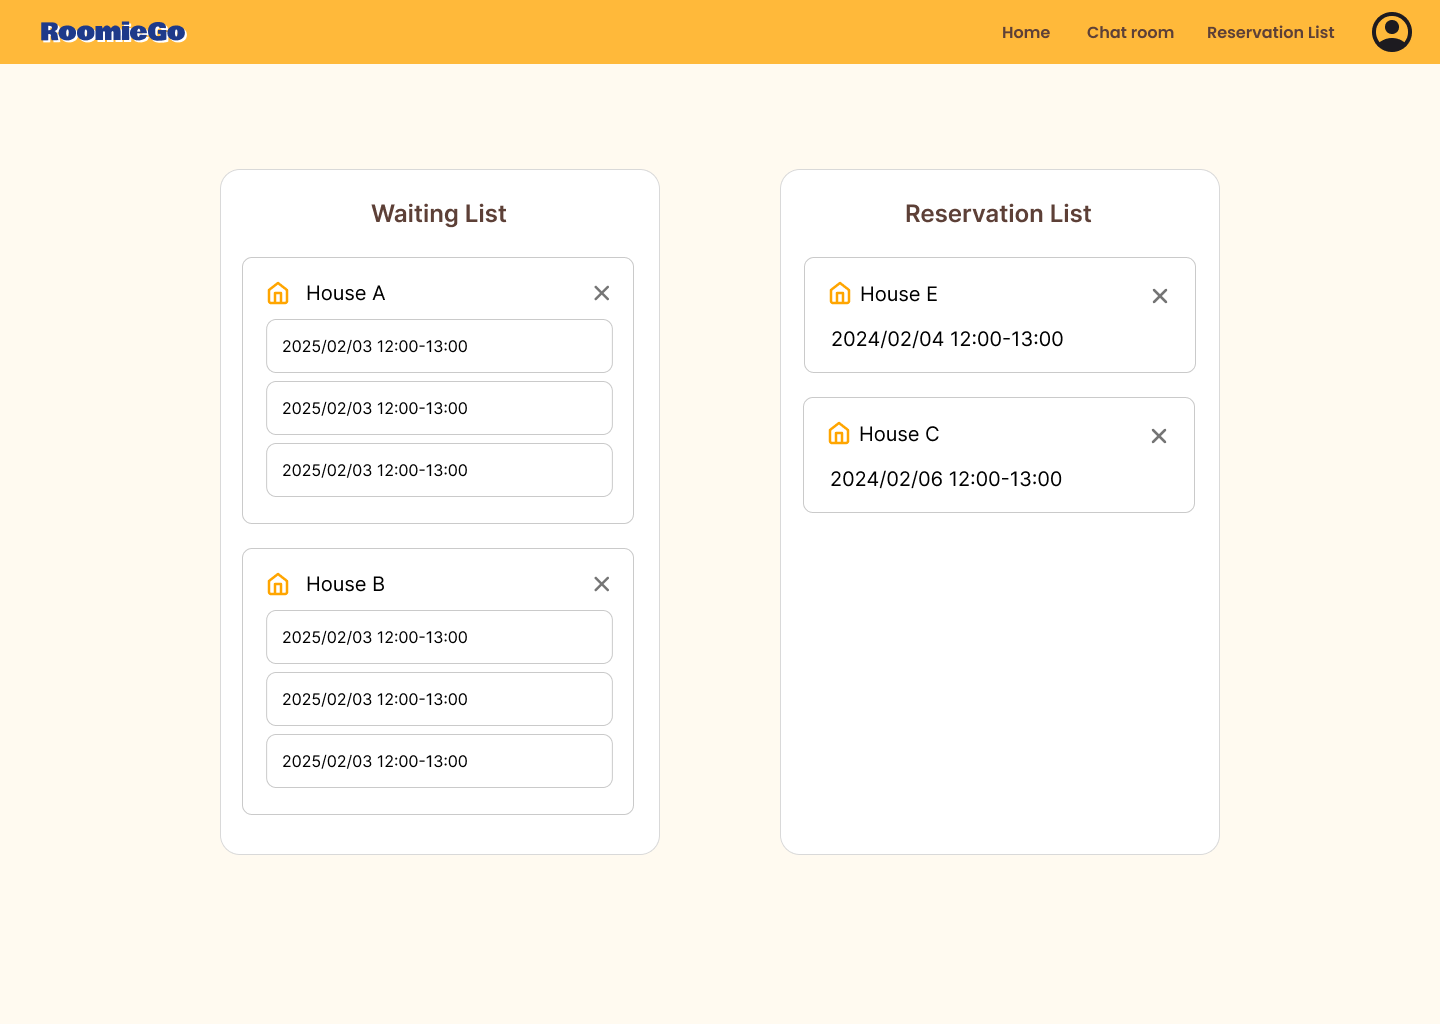 RoomieGo
Home
Chat room
Reservation List
Waiting List
House A
2025/02/03 12:00-13:00
2025/02/03 12:00-13:00
2025/02/03 12:00-13:00
House B
2025/02/03 12:00-13:00
2025/02/03 12:00-13:00
2025/02/03 12:00-13:00
Reservation List
House E
2024/02/04 12:00-13:00
House C
2024/02/06 12:00-13:00